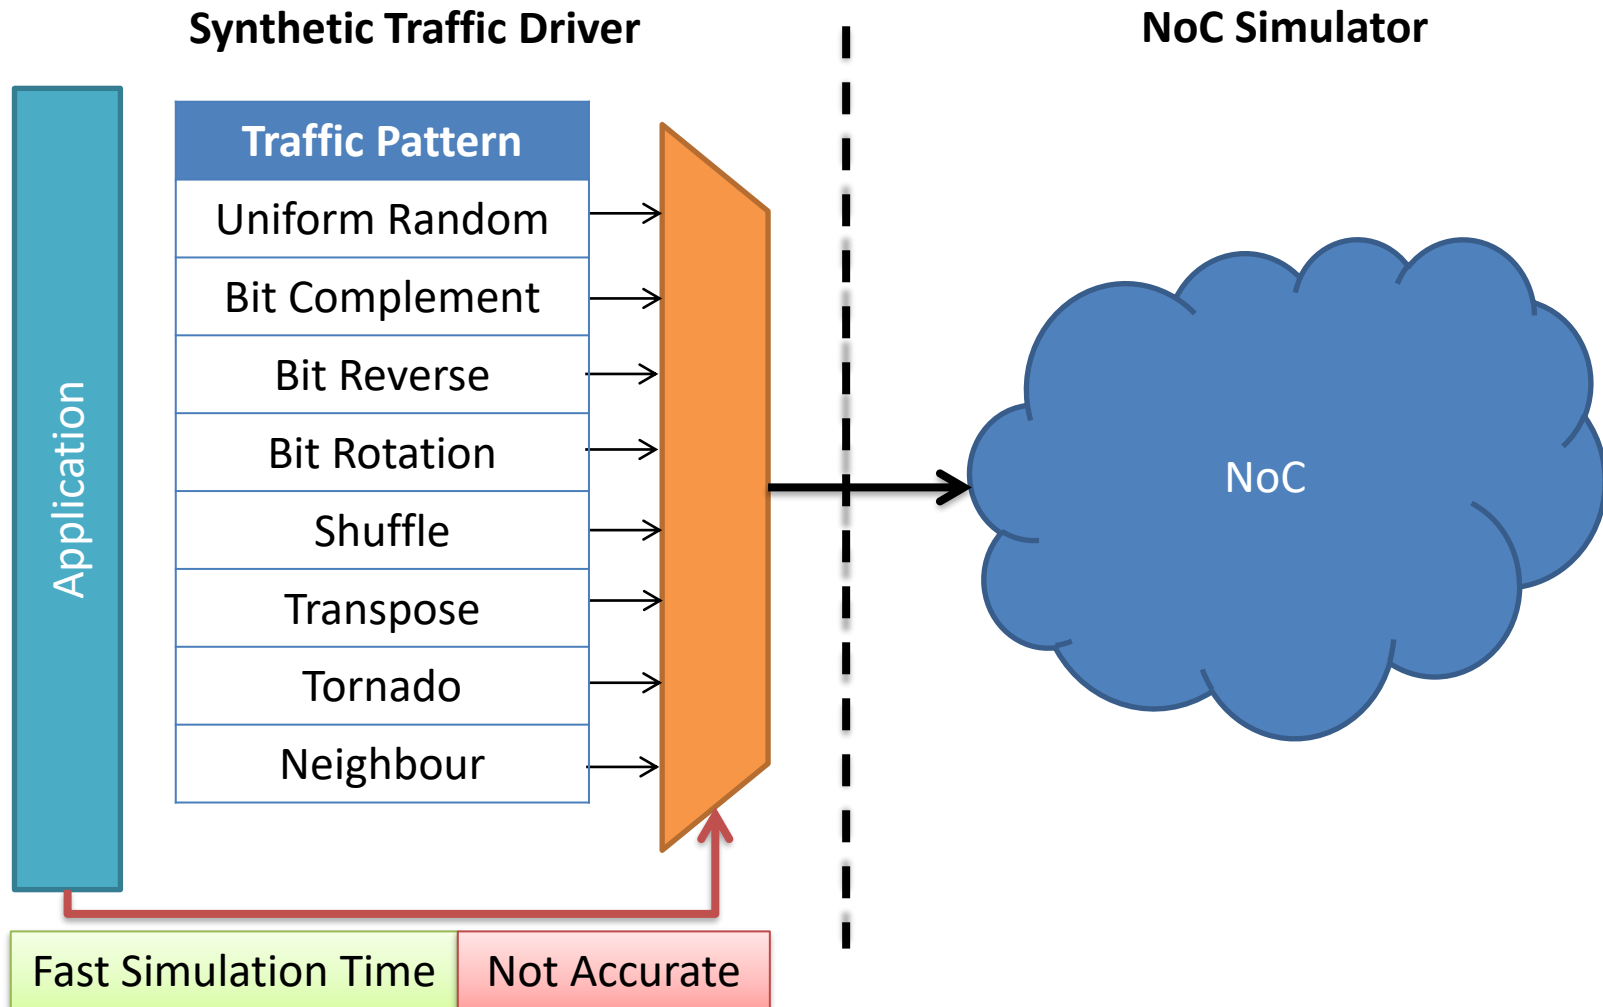 Synthetic Traffic Driver
NoC Simulator
Application
Traffic Pattern
Uniform Random
Bit Complement
Bit Reverse
Bit Rotation
Shuffle
Transpose
Tornado
Neighbour
NoC
Fast Simulation Time
Not Accurate